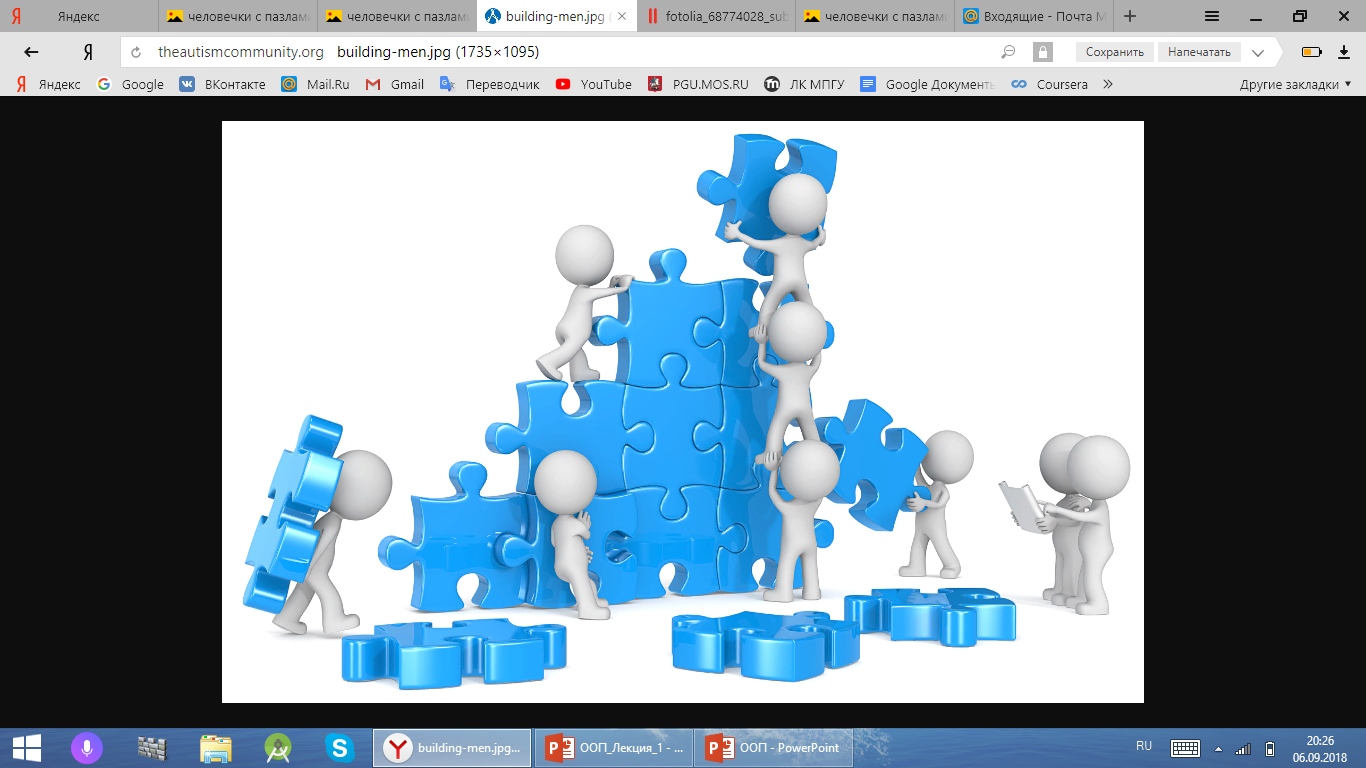 Яндекс
человечки с пазлам
человечки с пазлам
building-men.jpg (
fotolia_68774028_sub
человечки с пазлам
Входящие - Почта М
Я
theautismcommunity.org building-men.jpg (1735×1095)
Сохранить
Напечатать
Яндекс
Google
ВКонтакте
Mail.Ru
Gmail
Переводчик
YouTube
PGU.MOS.RU
ЛК МПГУ
Google Документ
Coursera
Другие закладки
building-men.jpg...
ООП_Лекция_1 - ...
ООП - PowerPoint
RU
20:26
06.09.2018